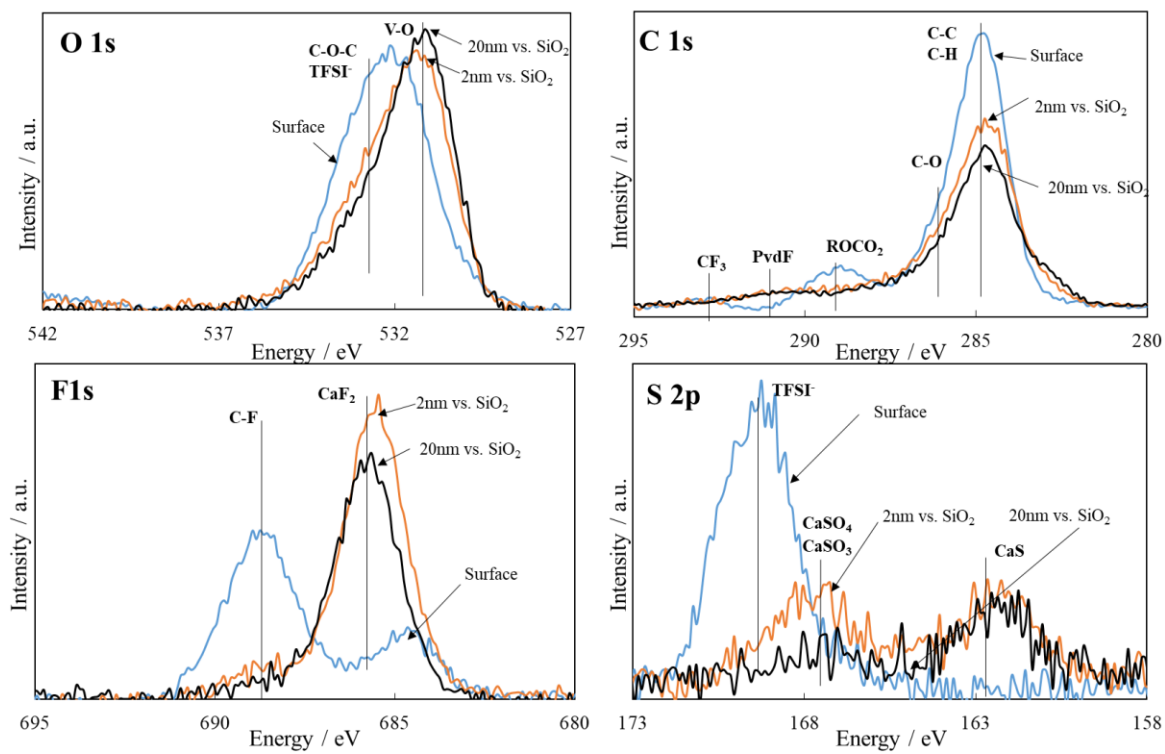 O 1s
C-O-C
TFSI⁻
V-O
20nm vs. SiO₂
2nm vs. SiO₂
Surface
Intensity / a.u.
542
537
532
527
Energy / eV
C 1s
C-C
C-H
Surface
2nm vs. SiO₂
C-O
20nm vs. SiO₂
CF₃
PvdF
ROCO₂
Intensity / a.u.
295
290
285
280
Energy / eV
F1s
C-F
CaF₂
2nm vs. SiO₂
20nm vs. SiO₂
Surface
Intensity / a.u.
695
690
685
680
Energy / eV
S 2p
TFSI⁻
Surface
CaSO₄
CaSO₃
2nm vs. SiO₂
20nm vs. SiO₂
CaS
Intensity / a.u.
173
168
163
158
Energy / eV